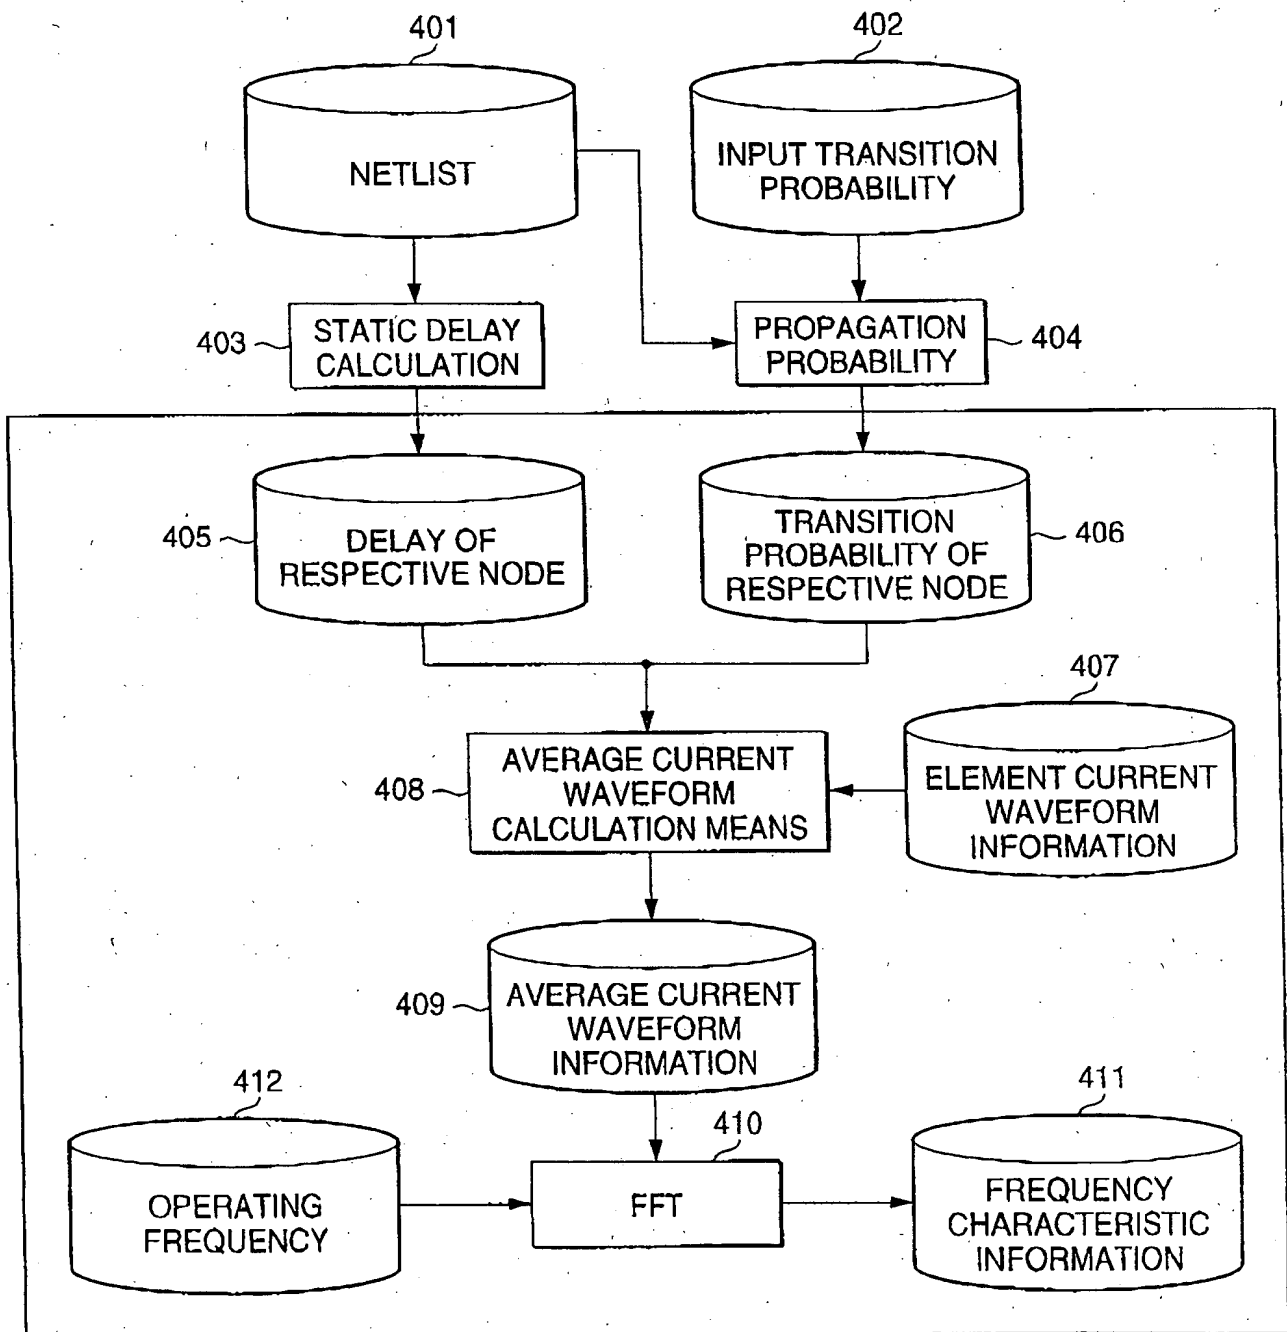 401
402
NETLIST
INPUT TRANSITION
PROBABILITY
403
STATIC DELAY
CALCULATION
PROPAGATION
PROBABILITY
404
405
DELAY OF
RESPECTIVE NODE
TRANSITION
PROBABILITY OF
RESPECTIVE NODE
406
407
408
AVERAGE CURRENT
WAVEFORM
CALCULATION MEANS
ELEMENT CURRENT
WAVEFORM
INFORMATION
409
AVERAGE CURRENT
WAVEFORM
INFORMATION
412
410
411
OPERATING
FREQUENCY
FFT
FREQUENCY
CHARACTERISTIC
INFORMATION